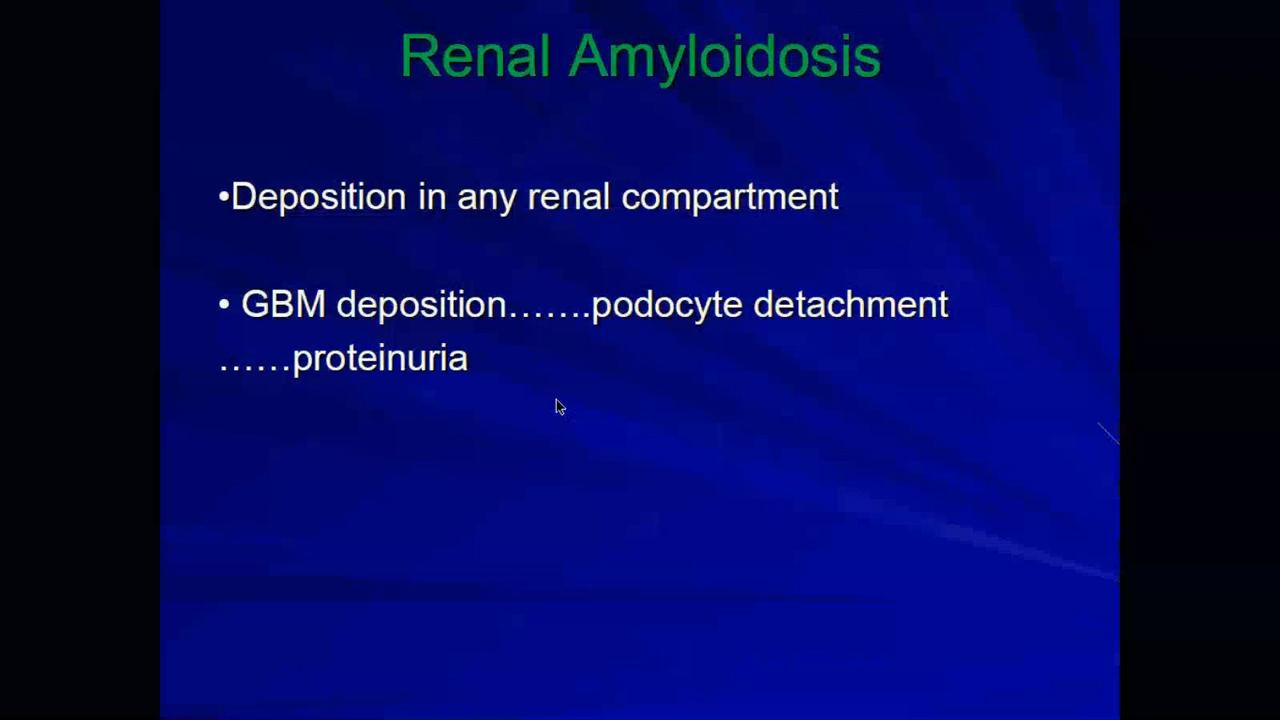 Renal Amyloidosis
•Deposition in any renal compartment
• GBM deposition…….podocyte detachment
……proteinuria